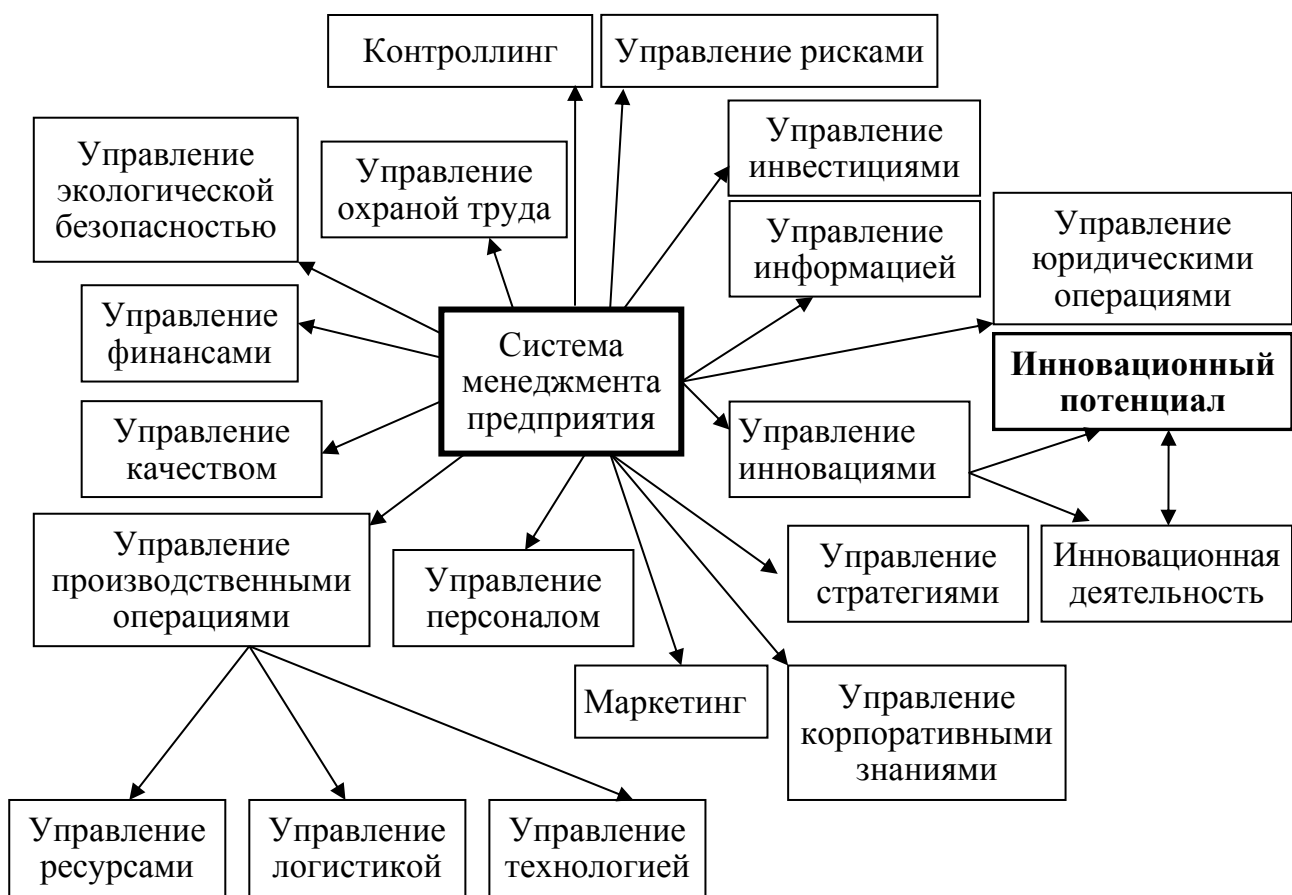 Контроллинг
Управление рисками
Управление
экологической
безопасностью
Управление
охраной труда
Управление
инвестициями
Управление
информацией
Управление
юридическими
операциями
Управление
финансами
Система
менеджмента
предприятия
Инновационный
потенциал
Управление
качеством
Управление
инновациями
Управление
производственными
операциями
Управление
персоналом
Управление
стратегиями
Инновационная
деятельность
Маркетинг
Управление
корпоративными
знаниями
Управление
ресурсами
Управление
логистикой
Управление
технологией